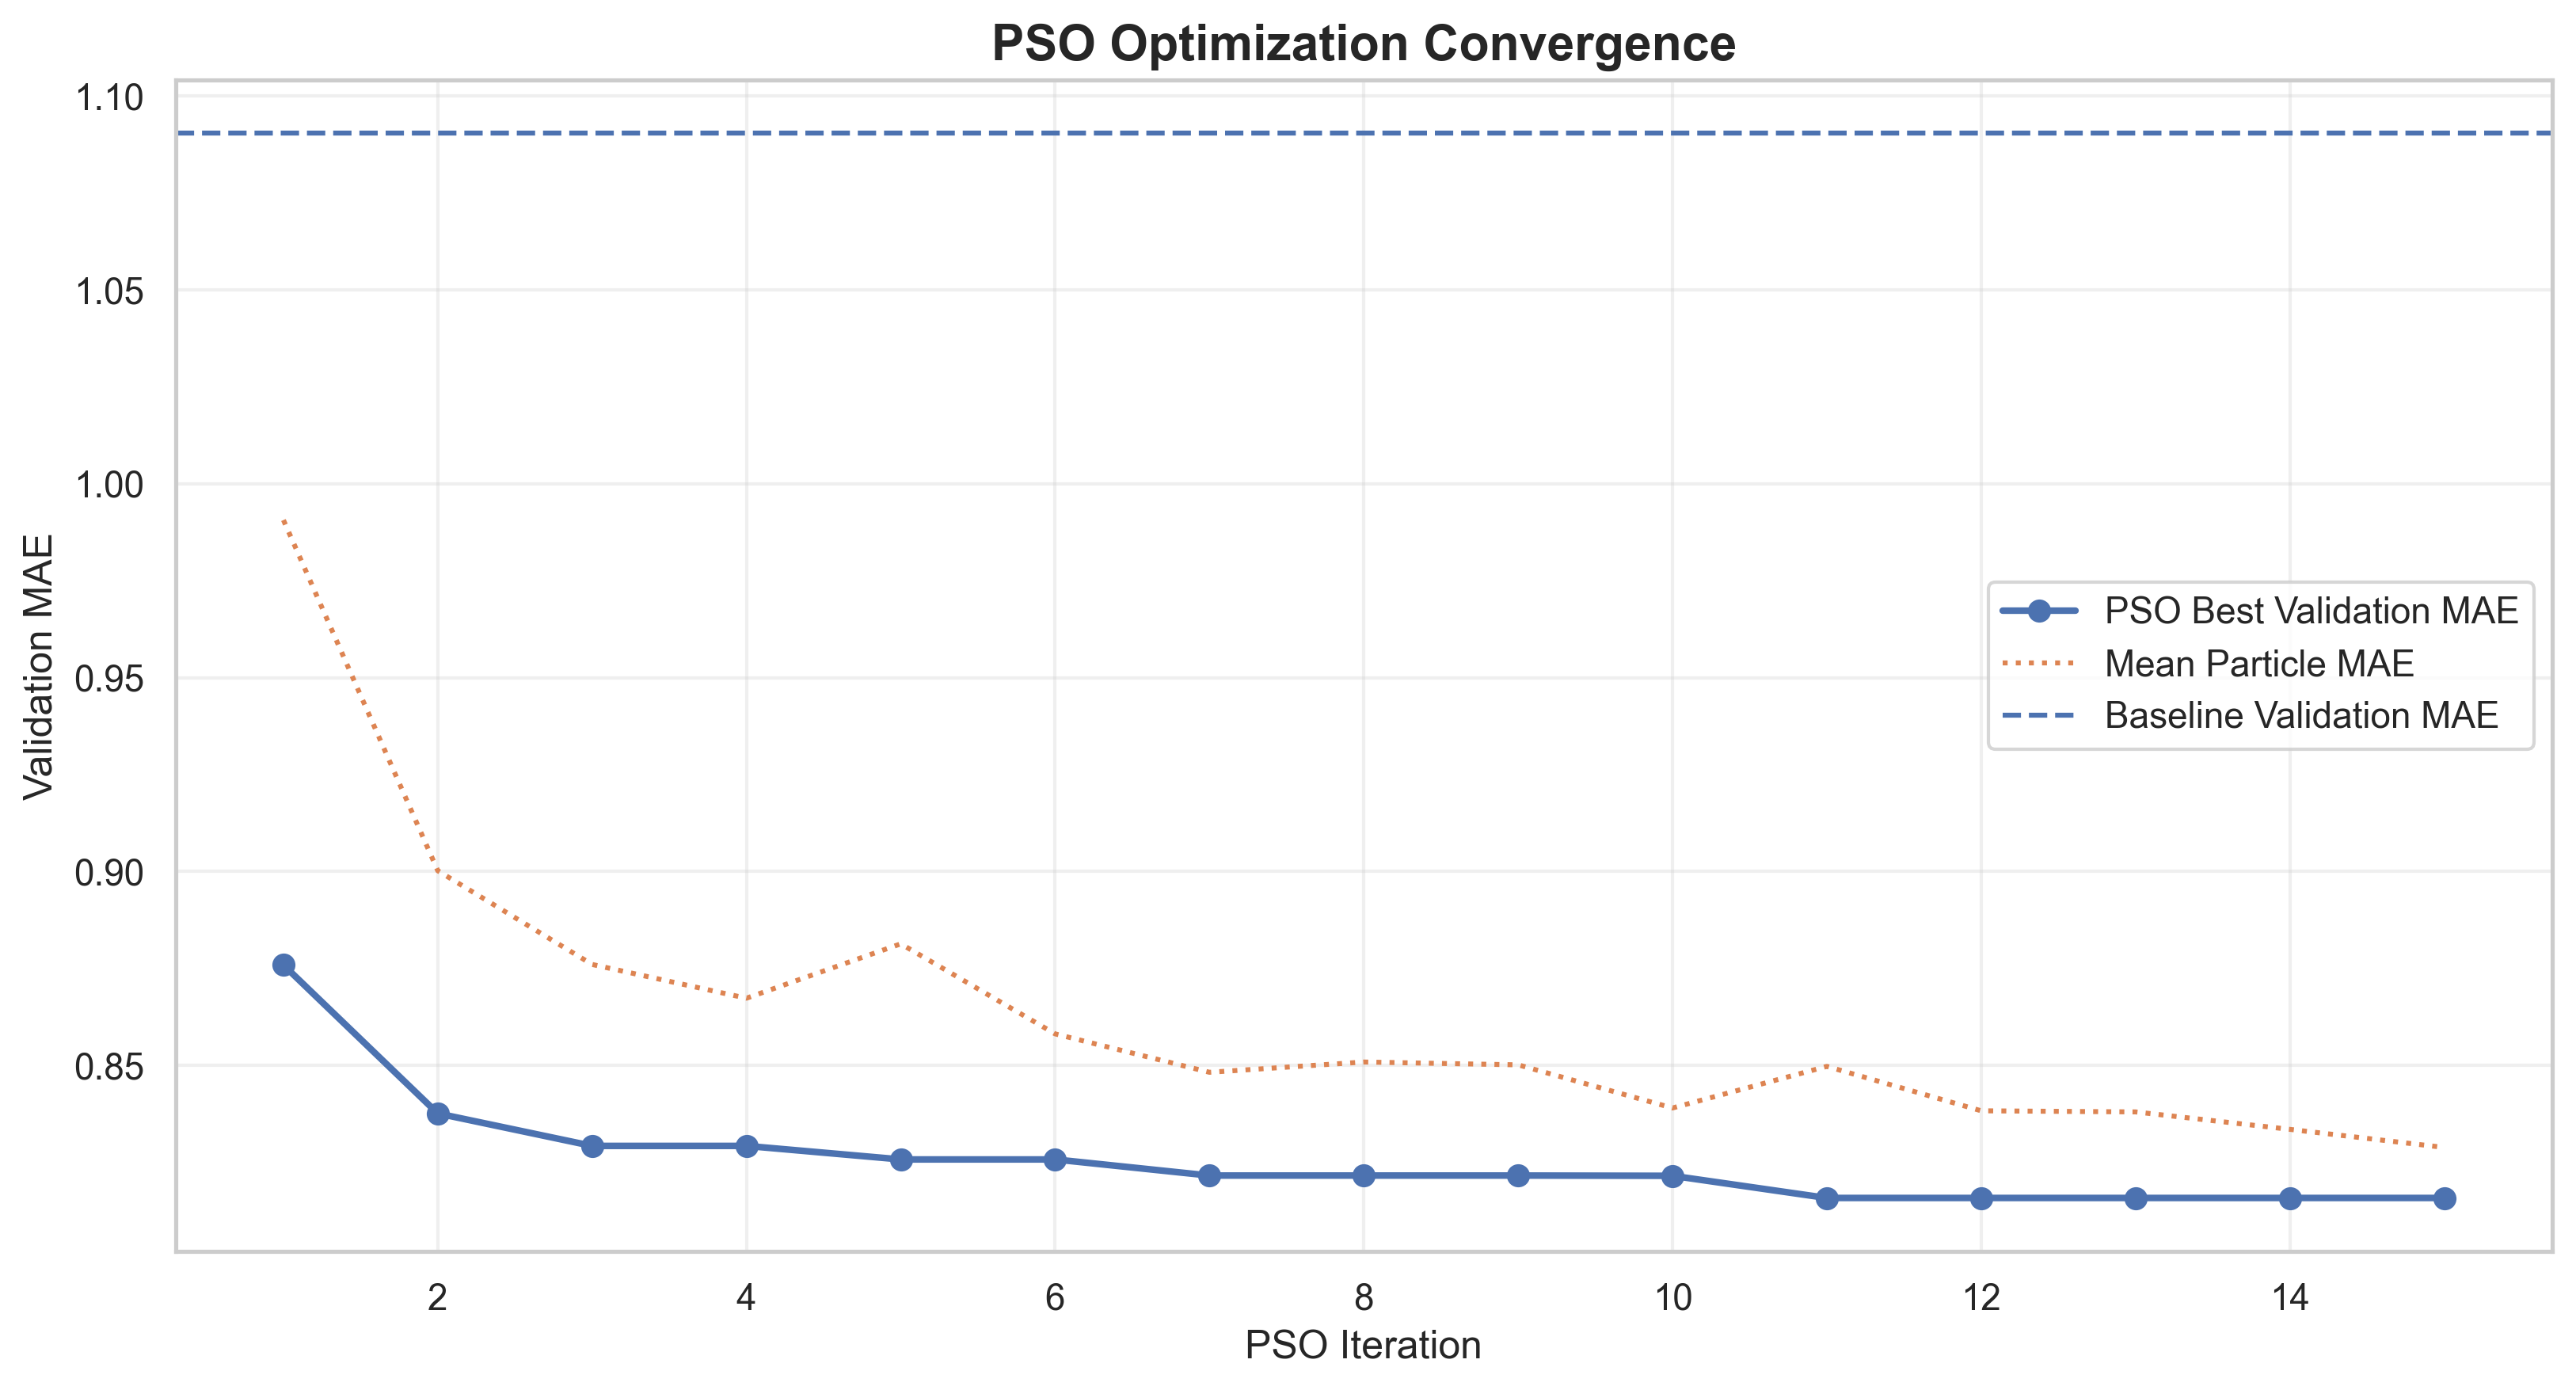 PSO Optimization Convergence
1.10
1.05
1.00
0.95
0.90
0.85
Validation MAE
PSO Best Validation MAE
Mean Particle MAE
Baseline Validation MAE
2 4 6 8 10 12 14
PSO Iteration